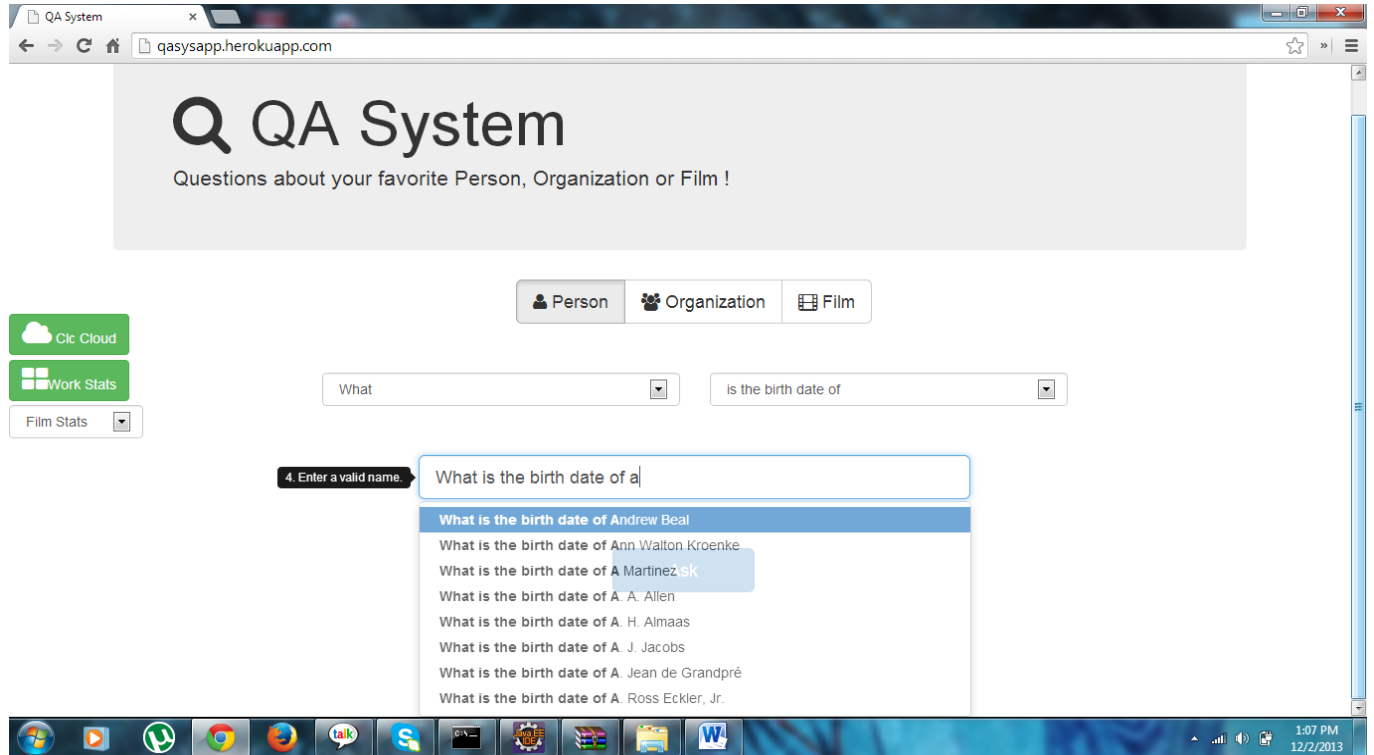 QA System
qasysapp.herokuapp.com
QA System
Questions about your favorite Person, Organization or Film !
Person Organization Film
Clc Cloud
Work Stats
Film Stats
What is the birth date of
4. Enter a valid name. What is the birth date of a
What is the birth date of Andrew Beal
What is the birth date of Ann Walton Kroenke
What is the birth date of A Martinez
Ask
What is the birth date of A. A. Allen
What is the birth date of A. H. Almaas
What is the birth date of A. J. Jacobs
What is the birth date of A. Jean de Grandpré
What is the birth date of A. Ross Eckler, Jr.
talk
C:\
Java EE
IDE
W
1:07 PM
12/2/2013